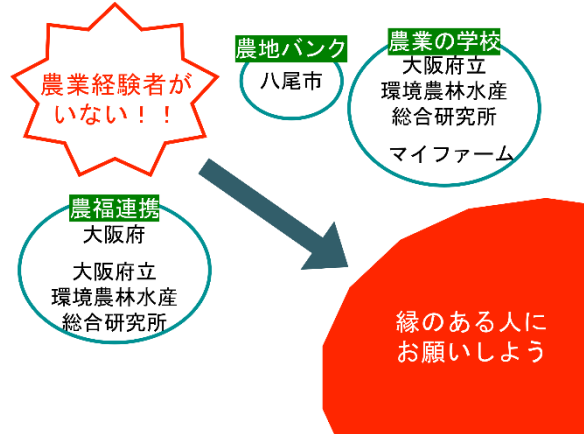 農業経験者が
いない！！
農地バンク
八尾市
農業の学校
大阪府立
環境農林水産
総合研究所
マイファーム
農福連携
大阪府
大阪府立
環境農林水産
総合研究所
縁のある人に
お願いしよう